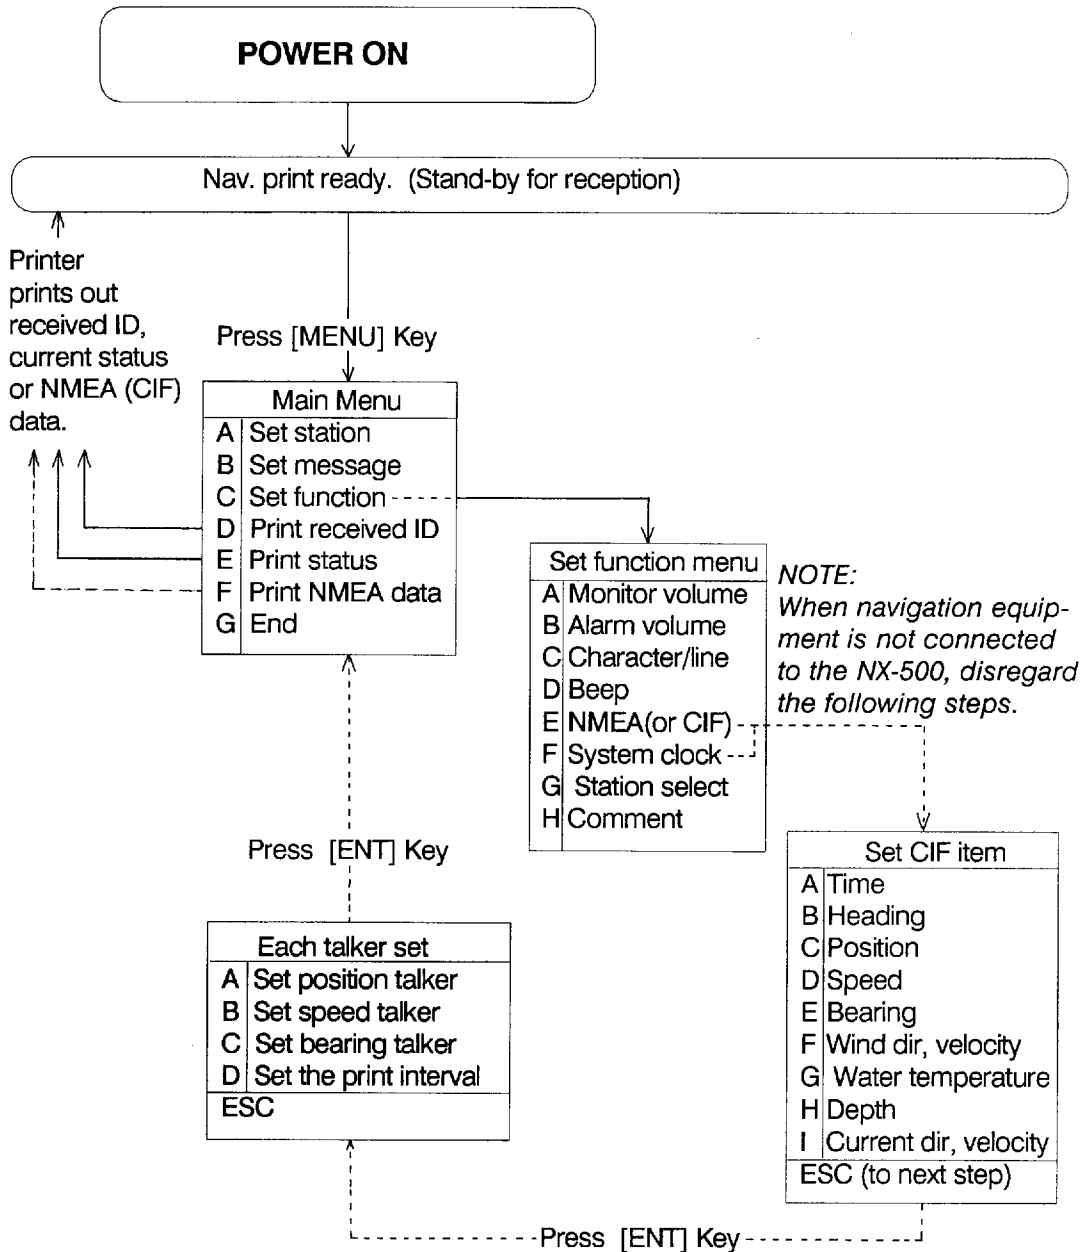 POWER ON
Nav. print ready. (Stand-by for reception)
Printer
prints out
received ID,
current status
or NMEA (CIF)
data.
Press [MENU] Key
Main Menu
A Set station
B Set message
C Set function
D Print received ID
E Print status
F Print NMEA data
G End
Set function menu
A Monitor volume
B Alarm volume
C Character/line
D Beep
E NMEA(or CIF)
F System clock
G Station select
H Comment
NOTE:
When navigation equip-
ment is not connected
to the NX-500, disregard
the following steps.
Set CIF item
A Time
B Heading
C Position
D Speed
E Bearing
F Wind dir, velocity
G Water temperature
H Depth
I Current dir, velocity
ESC (to next step)
Press [ENT] Key
Each talker set
A Set position talker
B Set speed talker
C Set bearing talker
D Set the print interval
ESC
Press [ENT] Key